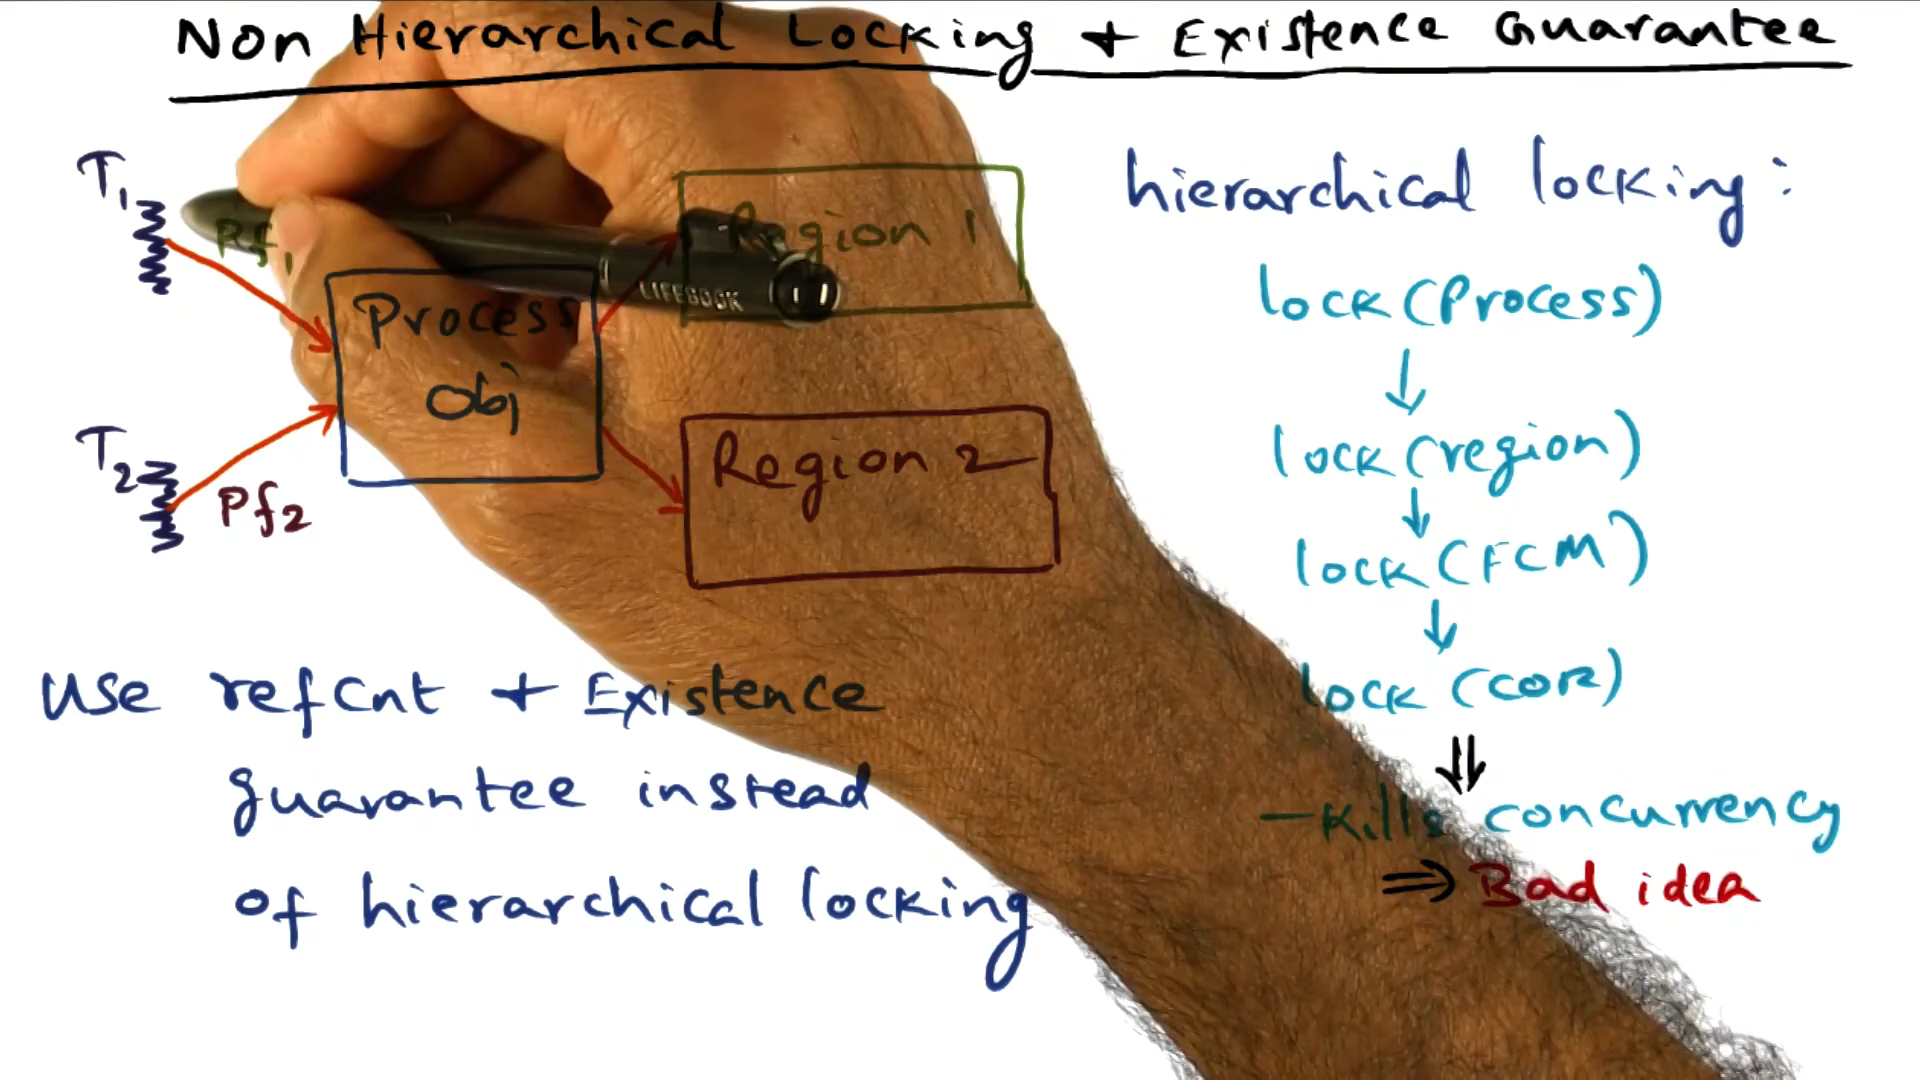 Non Hierarchical Locking + Existence Guarantee
T1
Pf1
Process
Obj
Region 1
T2
Pf2
Region 2
LIFEBOOK
Use refcnt + Existence
guarantee instead
of hierarchical locking
hierarchical locking:
lock (Process)
↓
lock (region)
↓
lock (FCM)
↓
lock (COR)
⇓
- Kills concurrency
⇒ Bad idea